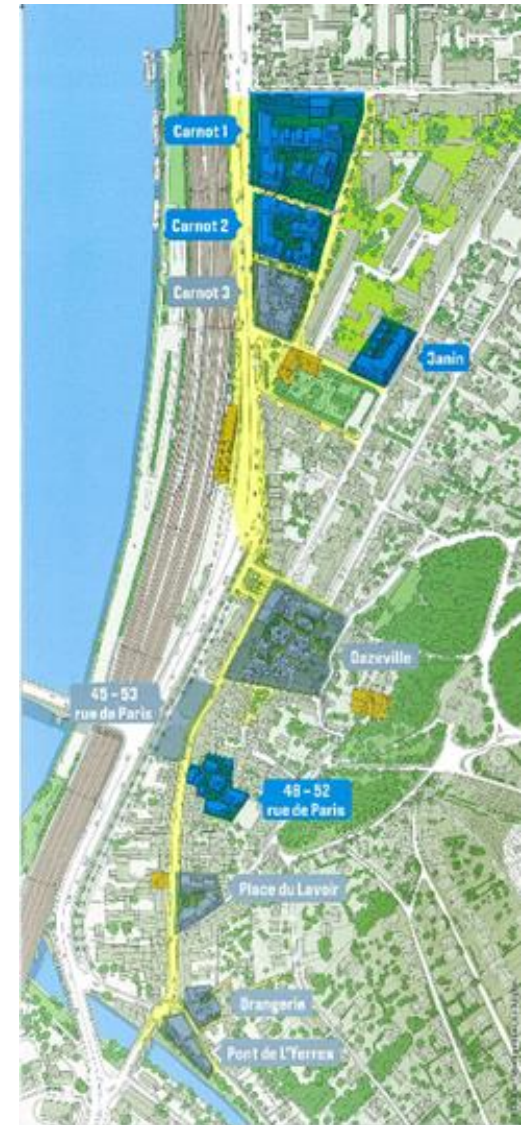 Carnot 1
Carnot 2
Carnot 3
Janin
Dazeville
45 - 53
rue de Paris
48 - 52
rue de Paris
Place du Lavoir
Orangerie
Pont de L'Yerres